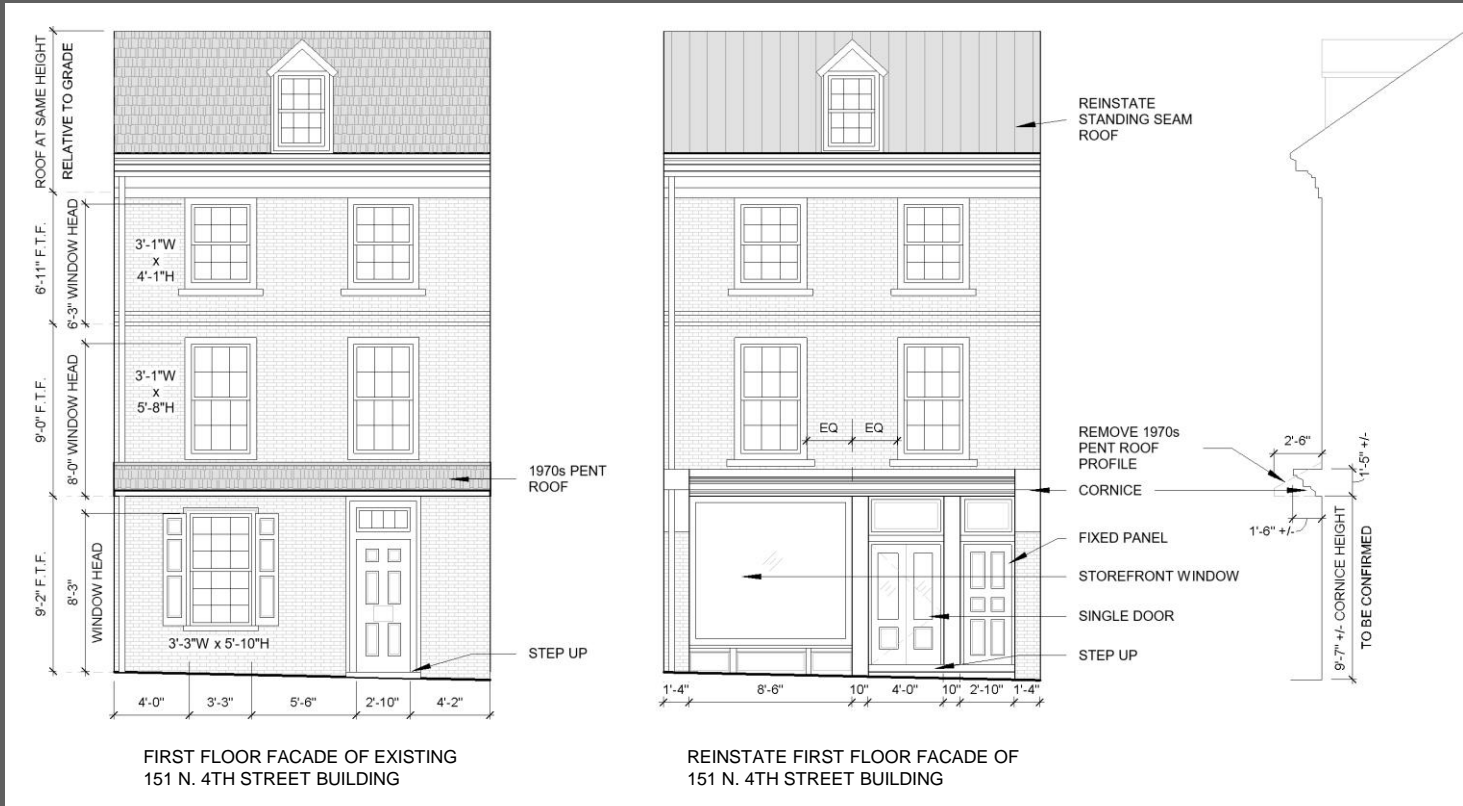 ROOF AT SAME HEIGHT
RELATIVE TO GRADE
6'-11" F.T.F.
6'-3" WINDOW HEAD
3'-1"W
x
4'-1"H
9'-0" F.T.F.
8'-0" WINDOW HEAD
3'-1"W
x
5'-8"H
1970s PENT
ROOF
9'-2" F.T.F.
8'-3"
WINDOW HEAD
3'-3"W x 5'-10"H
STEP UP
4'-0"
3'-3"
5'-6"
2'-10"
4'-2"
FIRST FLOOR FACADE OF EXISTING
151 N. 4TH STREET BUILDING
REINSTATE
STANDING SEAM
ROOF
EQ
EQ
REMOVE 1970s
PENT ROOF
PROFILE
CORNICE
FIXED PANEL
STOREFRONT WINDOW
SINGLE DOOR
STEP UP
1'-4"
8'-6"
10"
4'-0"
10"
2'-10"
1'-4"
REINSTATE FIRST FLOOR FACADE OF
151 N. 4TH STREET BUILDING
2'-6"
1'-5" +/-
1'-6" +/-
9'-7" +/- CORNICE HEIGHT
TO BE CONFIRMED